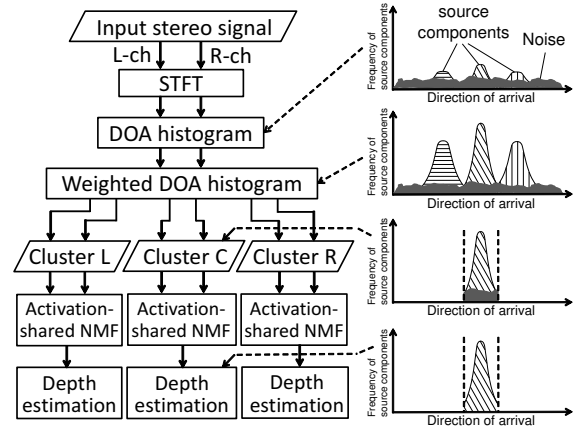 Input stereo signal
L-ch
R-ch
STFT
DOA histogram
Weighted DOA histogram
Cluster L
Cluster C
Cluster R
Activation-
shared NMF
Activation-
shared NMF
Activation-
shared NMF
Depth
estimation
Depth
estimation
Depth
estimation
source
components
Noise
Frequency of
source components
Direction of arrival
Frequency of
source components
Direction of arrival
Frequency of
source components
Direction of arrival
Frequency of
source components
Direction of arrival